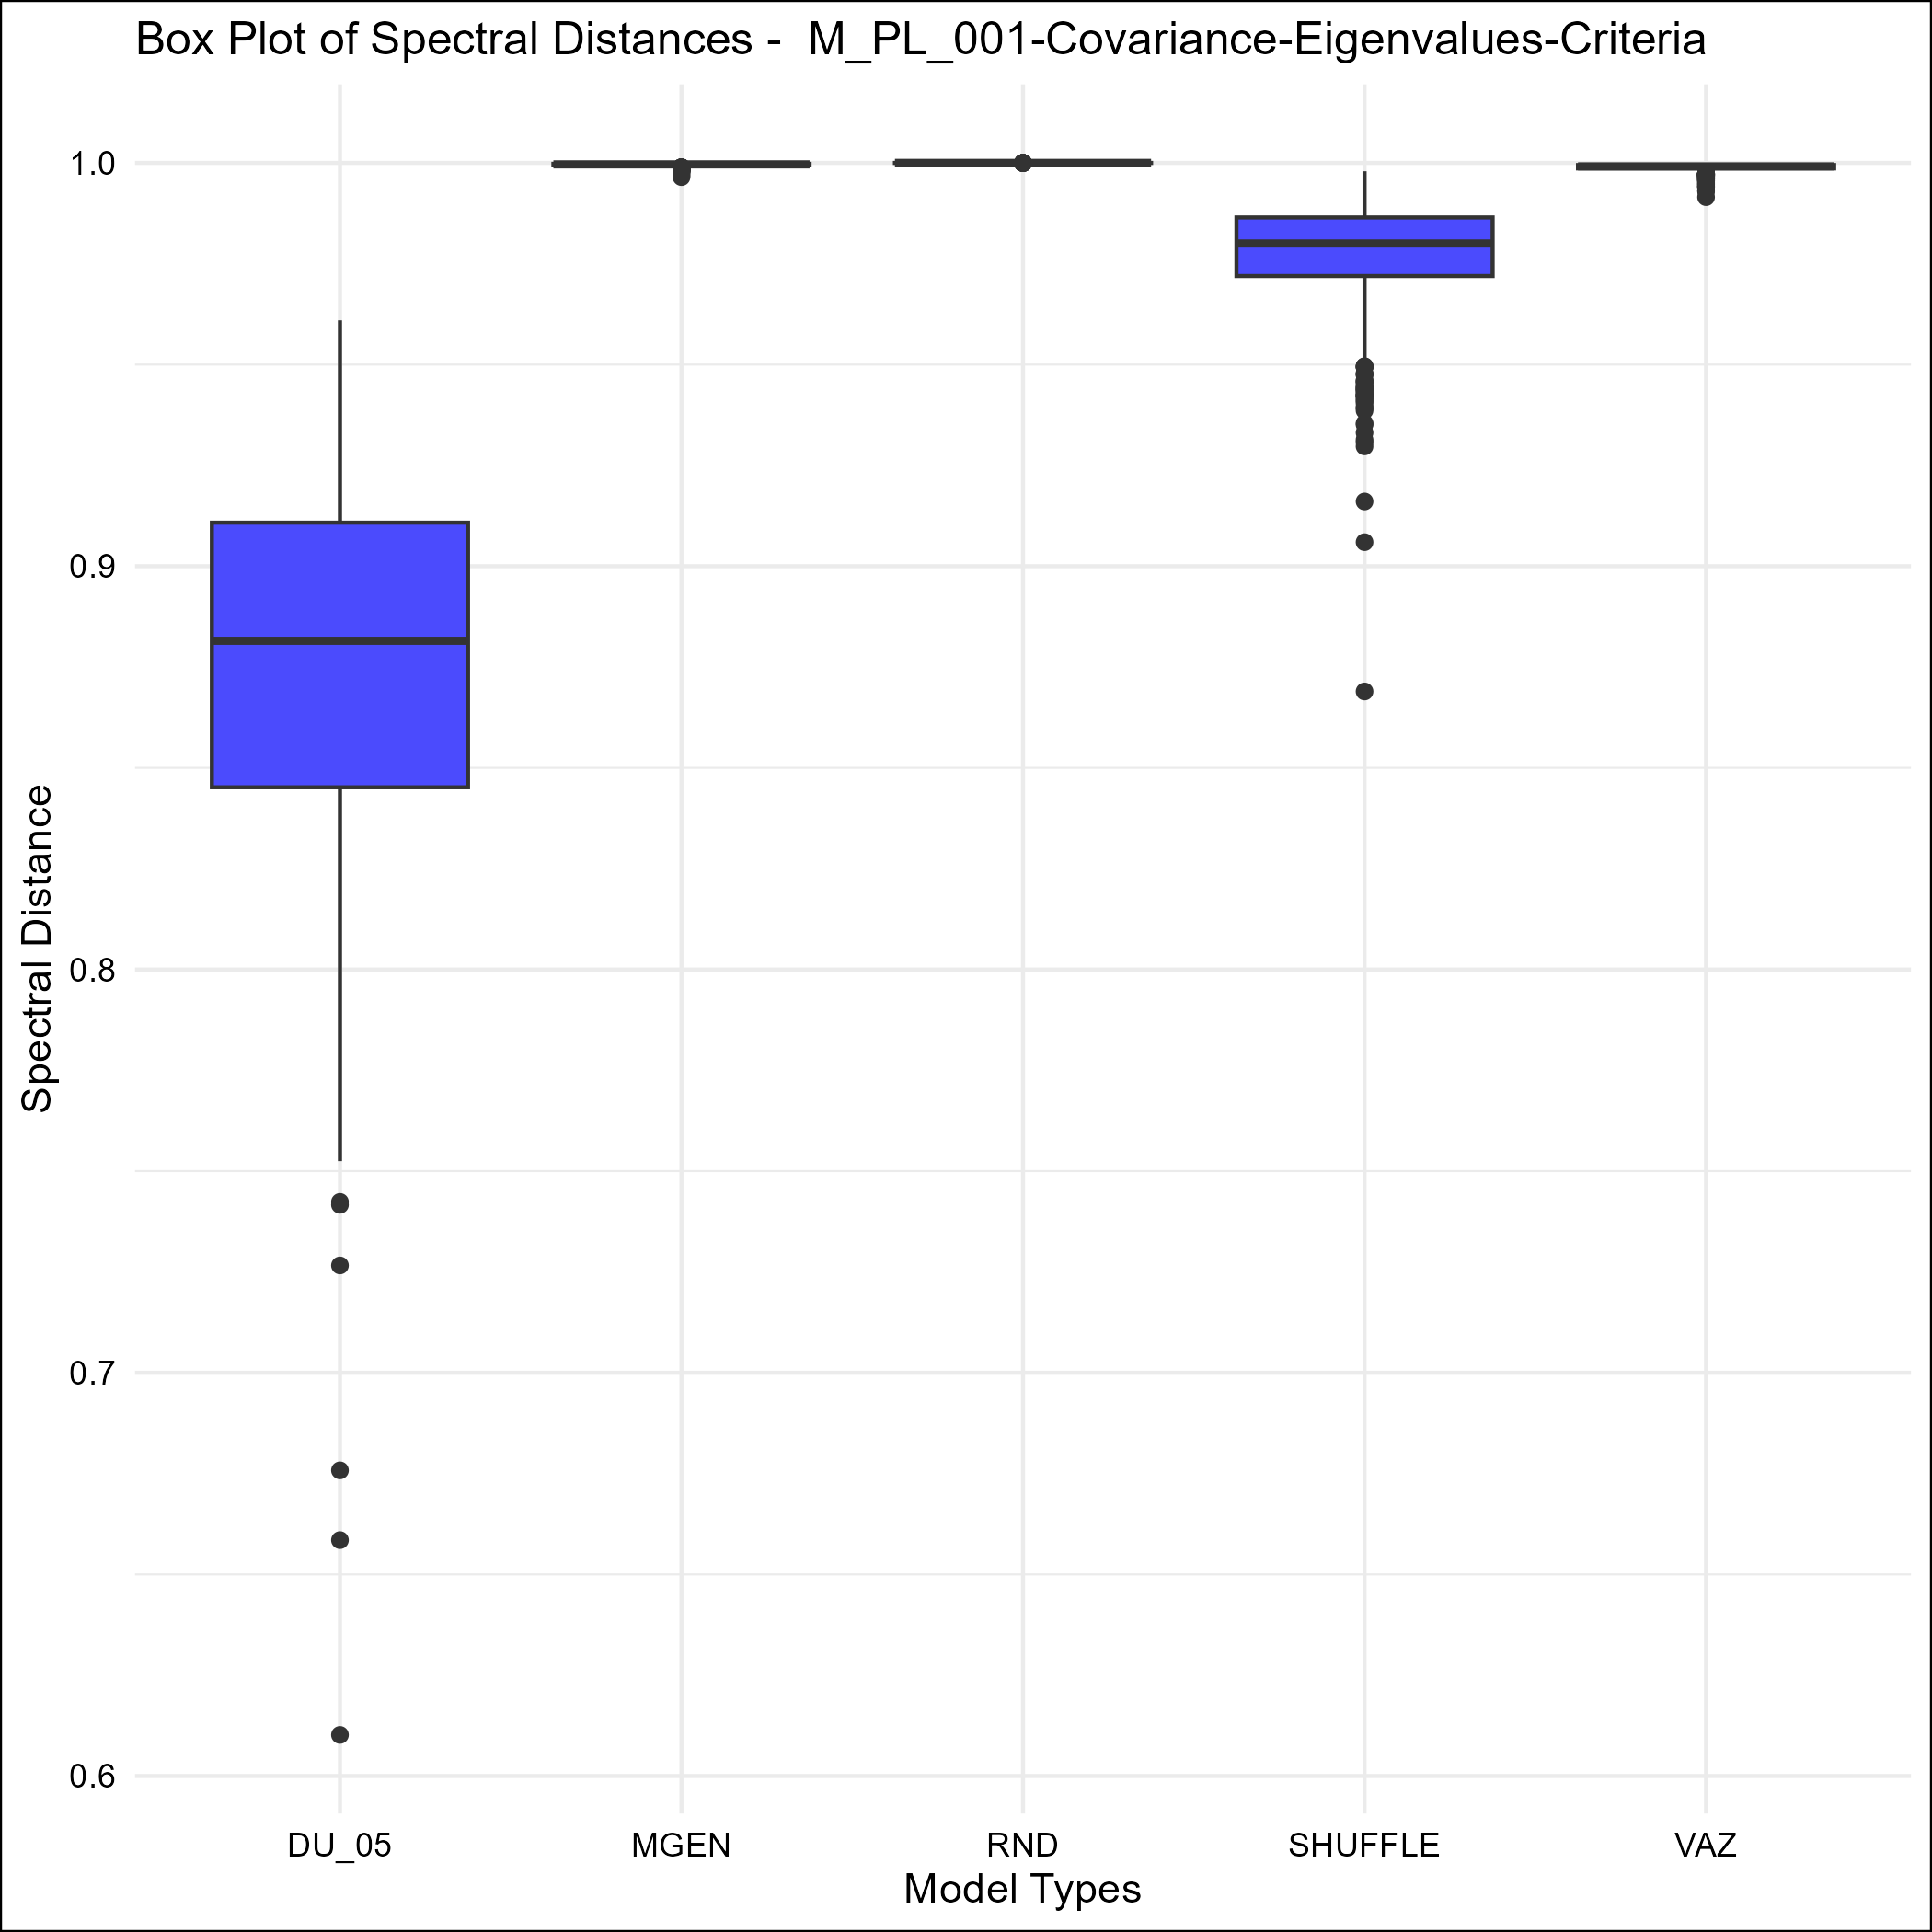 Box Plot of Spectral Distances -  M_PL_001-Covariance-Eigenvalues-Criteria
Spectral Distance
1.0
0.9
0.8
0.7
0.6
DU_05 MGEN RND SHUFFLE VAZ
Model Types